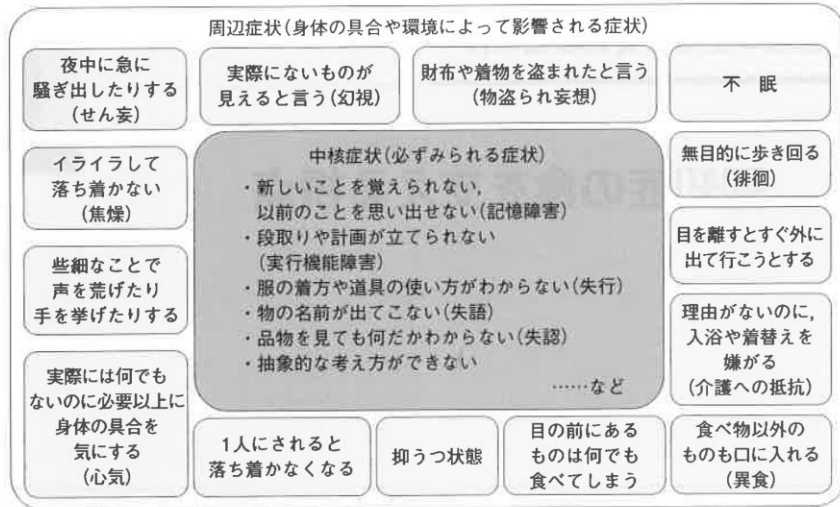 周辺症状(身体の具合や環境によって影響される症状)
夜中に急に
騒ぎ出したりする
(せん妄)
実際にないものが
見えると言う(幻視)
財布や着物を盗まれたと言う
(物盗られ妄想)
不 眠
イライラして
落ち着かない
(焦燥)
中核症状(必ずみられる症状)
・新しいことを覚えられない,
以前のことを思い出せない(記憶障害)
・段取りや計画が立てられない
(実行機能障害)
・服の着方や道具の使い方がわからない(失行)
・物の名前が出てこない(失語)
・品物を見ても何だかわからない(失認)
・抽象的な考え方ができない
……など
無目的に歩き回る
(徘徊)
目を離すとすぐ外に
出て行こうとする
些細なことで
声を荒げたり
手を挙げたりする
理由がないのに,
入浴や着替えを
嫌がる
(介護への抵抗)
実際には何でも
ないのに必要以上に
身体の具合を
気にする
(心気)
1人にされると
落ち着かなくなる
抑うつ状態
目の前にある
ものは何でも
食べてしまう
食べ物以外の
ものも口に入れる
(異食)